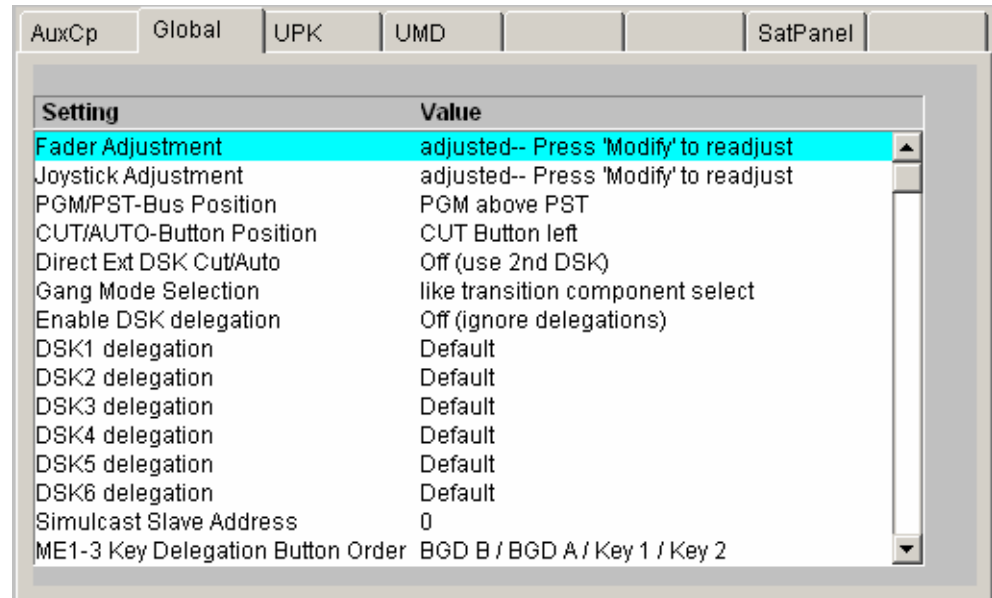 AuxCp Global UPK UMD SatPanel
Setting Value
Fader Adjustment adjusted-- Press 'Modify' to readjust
Joystick Adjustment adjusted-- Press 'Modify' to readjust
PGM/PST-Bus Position PGM above PST
CUT/AUTO-Button Position CUT Button left
Direct Ext DSK Cut/Auto Off (use 2nd DSK)
Gang Mode Selection like transition component select
Enable DSK delegation Off (ignore delegations)
DSK1 delegation Default
DSK2 delegation Default
DSK3 delegation Default
DSK4 delegation Default
DSK5 delegation Default
DSK6 delegation Default
Simulcast Slave Address 0
ME1-3 Key Delegation Button Order BGD B / BGD A / Key 1 / Key 2